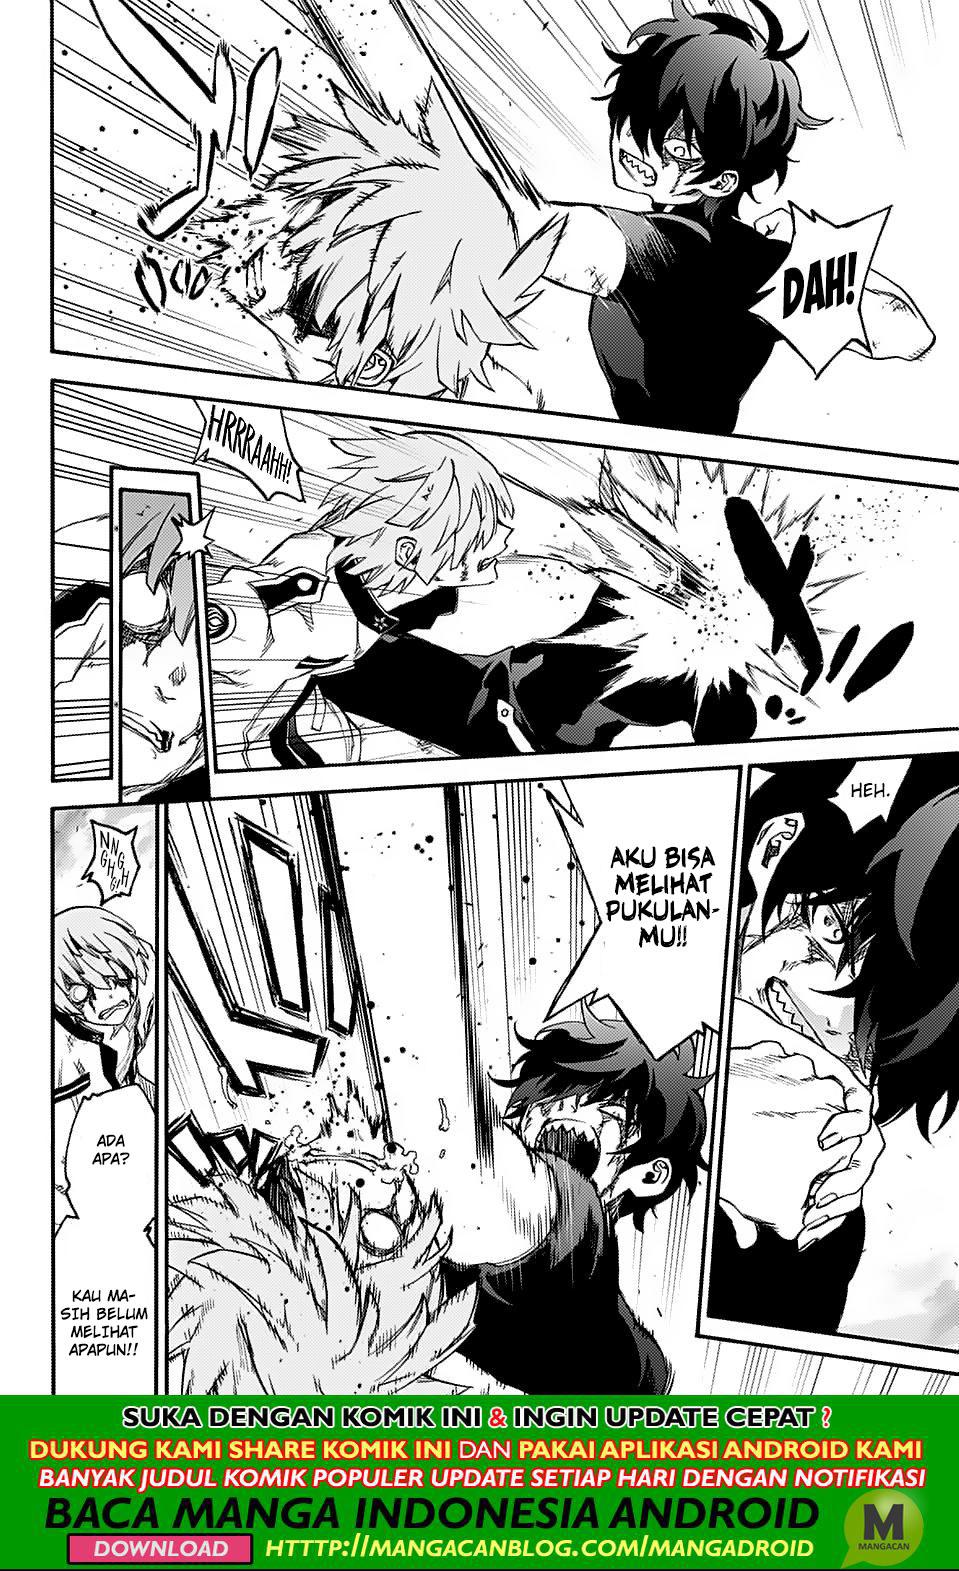 DAH!
HRRRAAHH!
HEH.
AKU BISA
MELIHAT
PUKULAN-
MU!!
NNG
GHHG!
ADA
APA?
KAU MA-
SIH BELUM
MELIHAT
APAPUN!!
SUKA DENGAN KOMIK INI & INGIN UPDATE CEPAT ?
DUKUNG KAMI SHARE KOMIK INI DAN PAKAI APLIKASI ANDROID KAMI
BANYAK JUDUL KOMIK POPULER UPDATE SETIAP HARI DENGAN NOTIFIKASI
BACA MANGA INDONESIA ANDROID
DOWNLOAD HTTTP://MANGACANBLOG.COM/MANGADROID
M
MANGACAN